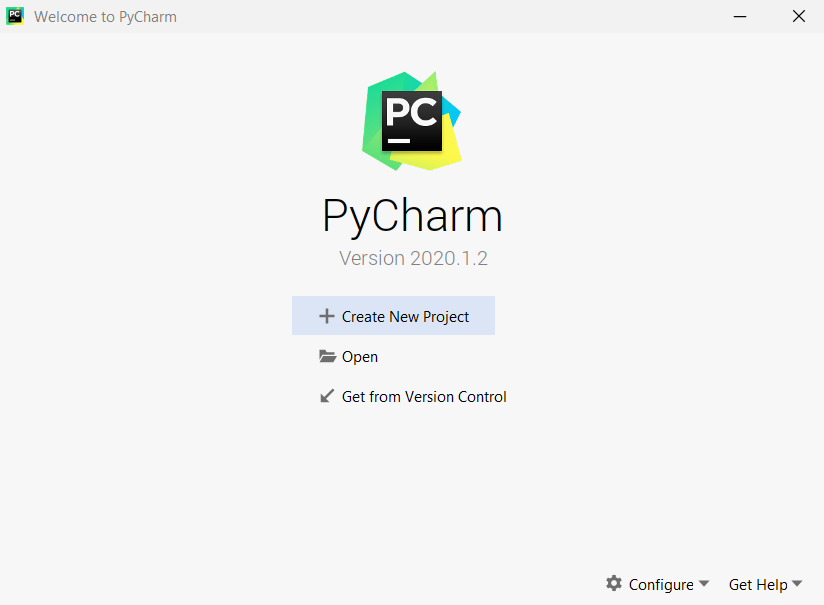 PC Welcome to PyCharm
PC
PyCharm
Version 2020.1.2
Create New Project
Open
Get from Version Control
Configure Get Help